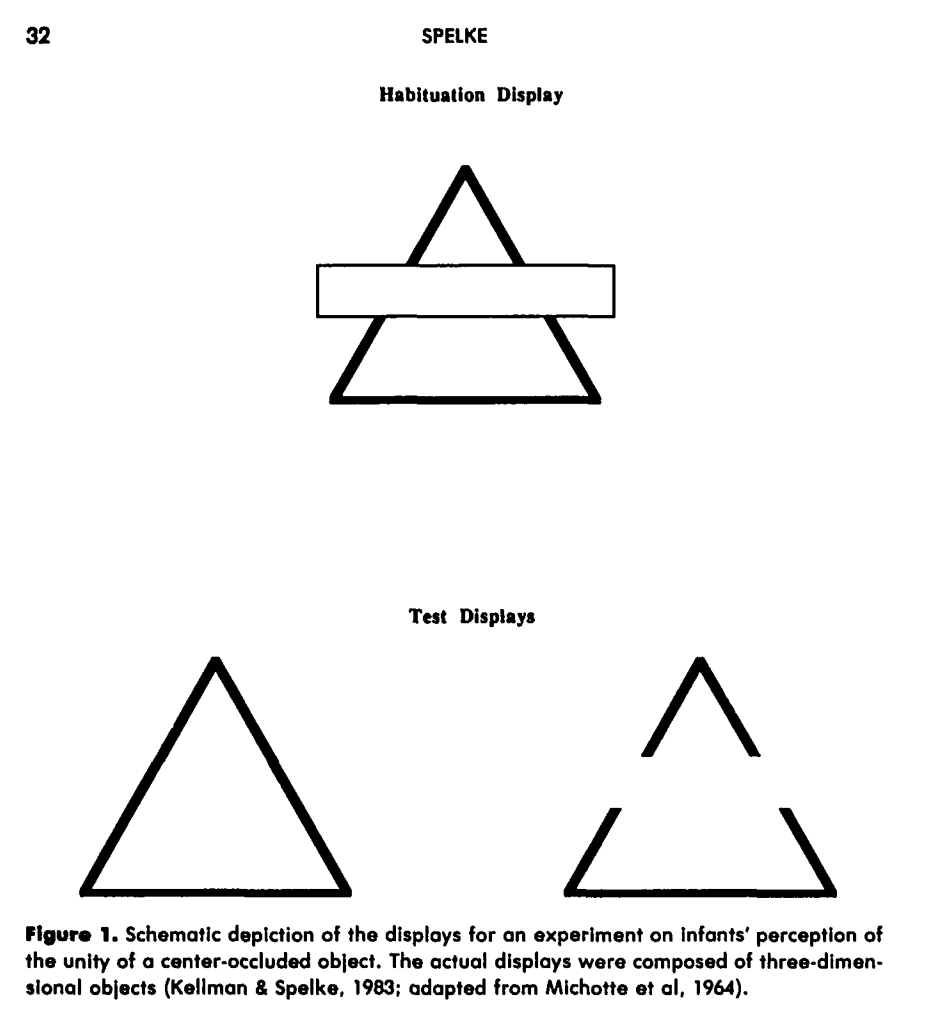 32
SPELKE
Habituation Display
Test Displays
Figure 1. Schematic depiction of the displays for an experiment on infants' perception of
the unity of a center-occluded object. The actual displays were composed of three-dimen-
sional objects (Kellman & Spelke, 1983; adapted from Michotte et al, 1964).